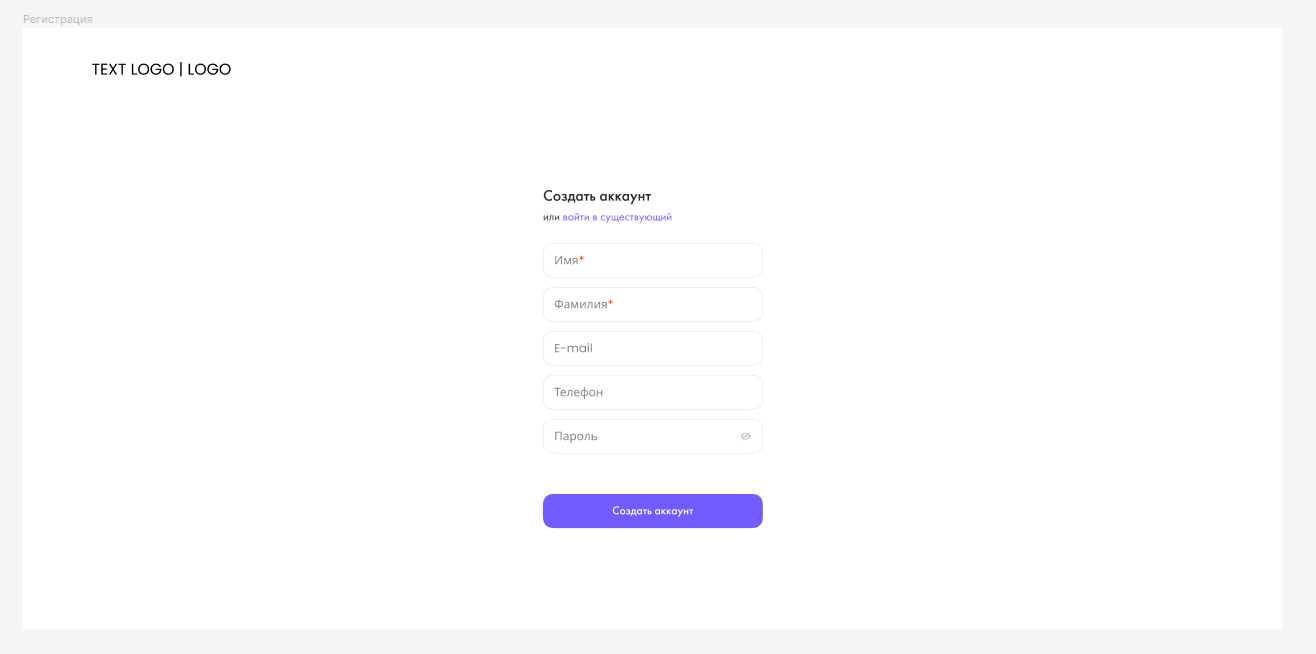 Регистрация
TEXT LOGO | LOGO
Создать аккаунт
или войти в существующий
Имя*
Фамилия*
E-mail
Телефон
Пароль
Создать аккаунт